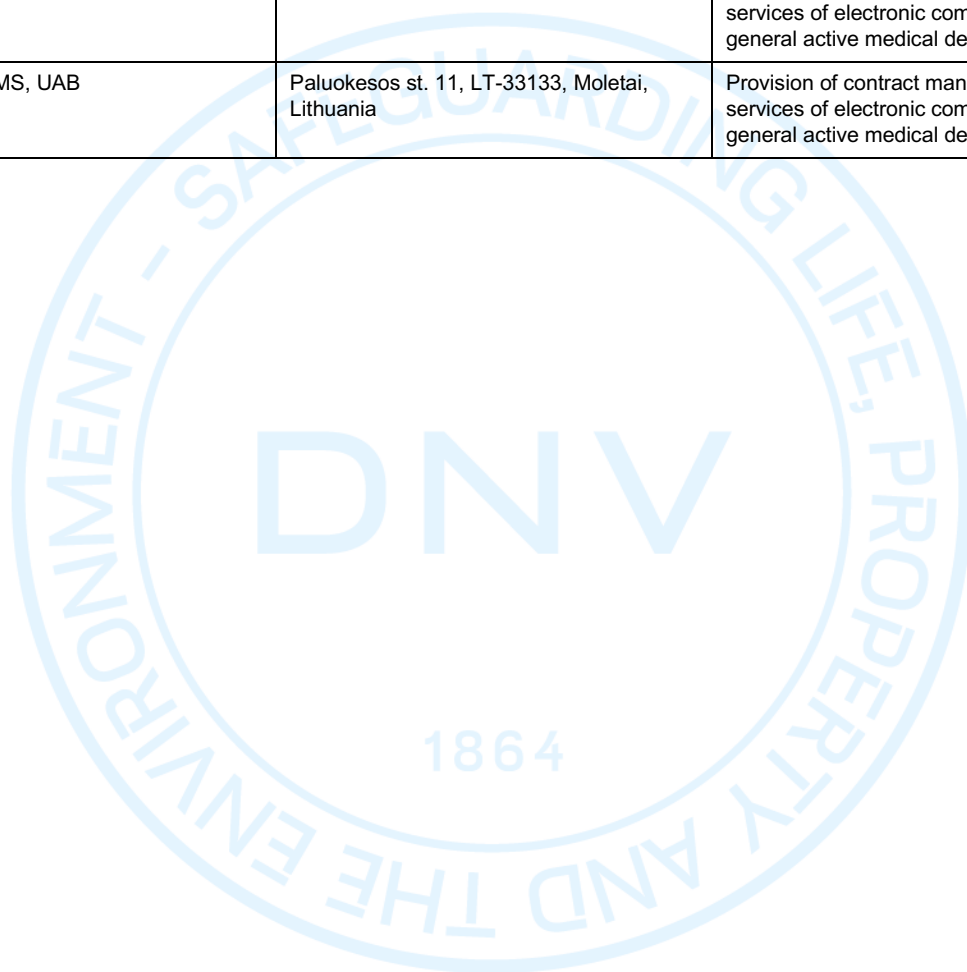 services of electronic com
general active medical de
MS, UAB
Paluokesos st. 11, LT-33133, Moletai,
Lithuania
Provision of contract man
services of electronic com
general active medical de
SAFEGUARDING LIFE, PROPERTY AND THE ENVIRONMENT -
DNV
1864